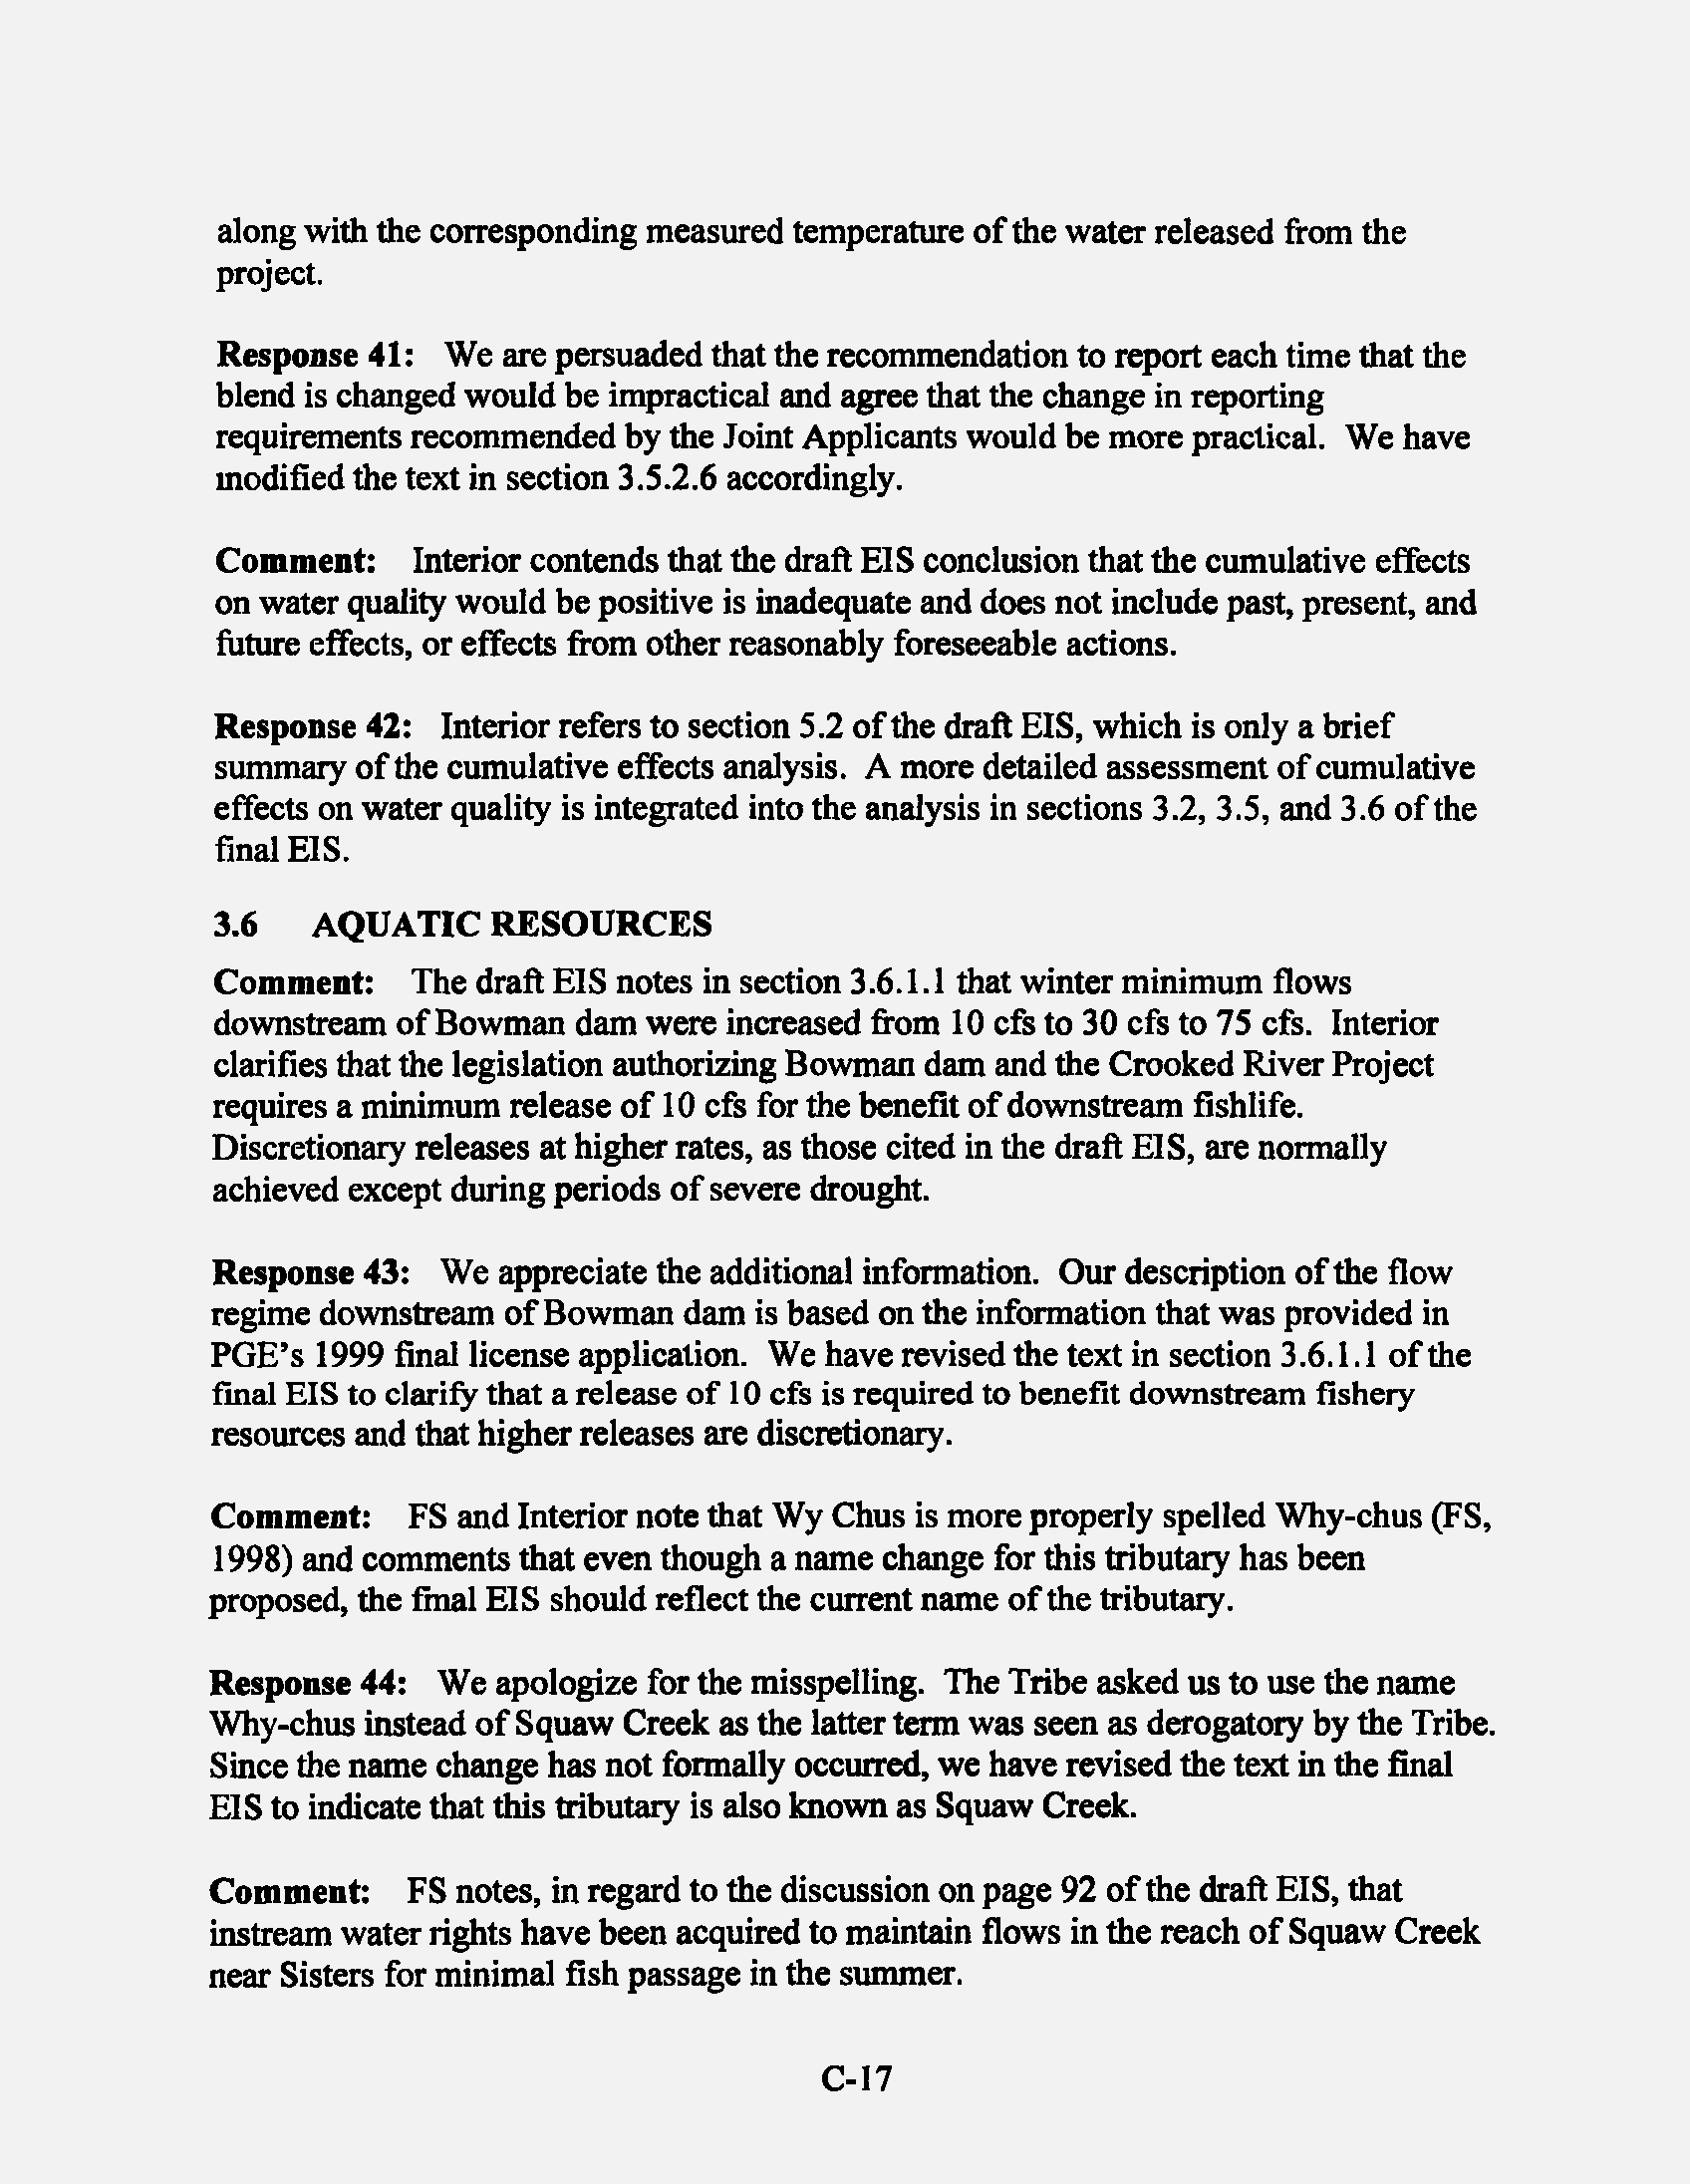 along with the corresponding measured temperature of the water released from the
project.
Response 41: We are persuaded that the recommendation to report each time that the
blend is changed would be impractical and agree that the change in reporting
requirements recommended by the Joint Applicants would be more practical. We have
modified the text in section 3.5.2.6 accordingly.
Comment: Interior contends that the draft EIS conclusion that the cumulative effects
on water quality would be positive is inadequate and does not include past, present, and
future effects, or effects from other reasonably foreseeable actions.
Response 42: Interior refers to section 5.2 of the draft EIS, which is only a brief
summary of the cumulative effects analysis. A more detailed assessment of cumulative
effects on water quality is integrated into the analysis in sections 3.2, 3.5, and 3.6 of the
final EIS.
3.6 AQUATIC RESOURCES
Comment: The draft EIS notes in section 3.6.1.1 that winter minimum flows
downstream of Bowman dam were increased from 10 cfs to 30 cfs to 75 cfs. Interior
clarifies that the legislation authorizing Bowman dam and the Crooked River Project
requires a minimum release of 10 cfs for the benefit of downstream fishlife.
Discretionary releases at higher rates, as those cited in the draft EIS, are normally
achieved except during periods of severe drought.
Response 43: We appreciate the additional information. Our description of the flow
regime downstream of Bowman dam is based on the information that was provided in
PGE's 1999 final license application. We have revised the text in section 3.6.1.1 of the
final EIS to clarify that a release of 10 cfs is required to benefit downstream fishery
resources and that higher releases are discretionary.
Comment: FS and Interior note that Wy Chus is more properly spelled Why-chus (FS,
1998) and comments that even though a name change for this tributary has been
proposed, the final EIS should reflect the current name of the tributary.
Response 44: We apologize for the misspelling. The Tribe asked us to use the name
Why-chus instead of Squaw Creek as the latter term was seen as derogatory by the Tribe.
Since the name change has not formally occurred, we have revised the text in the final
EIS to indicate that this tributary is also known as Squaw Creek.
Comment: FS notes, in regard to the discussion on page 92 of the draft EIS, that
instream water rights have been acquired to maintain flows in the reach of Squaw Creek
near Sisters for minimal fish passage in the summer.
C-17